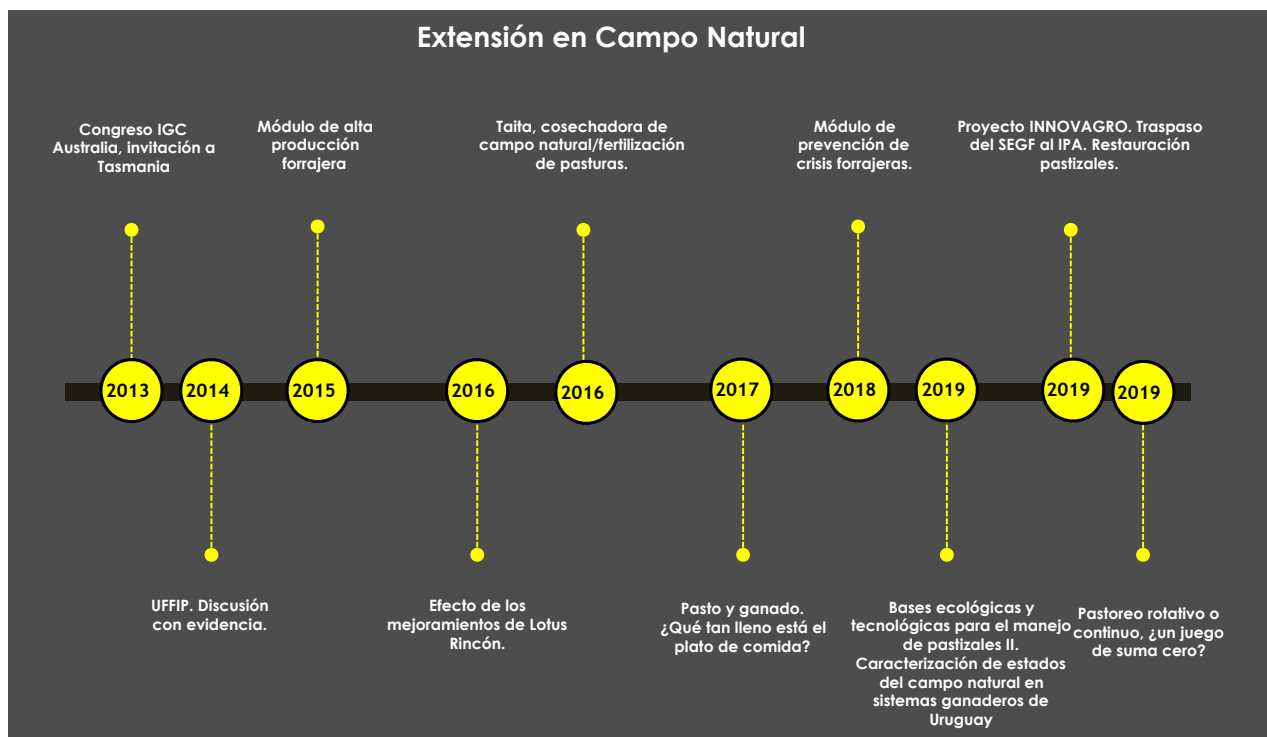 Extensión en Campo Natural
Congreso IGC
Australia, invitación a
Tasmania
Módulo de alta
producción
forrajera
Taita, cosechadora de
campo natural/fertilización
de pasturas.
Módulo de
prevención de
crisis forrajeras.
Proyecto INNOVAGRO. Traspaso
del SEGF al IPA. Restauración
pastizales.
2013
2014
2015
2016
2016
2017
2018
2019
2019
2019
UFFIP. Discusión
con evidencia.
Efecto de los
mejoramientos de Lotus
Rincón.
Pasto y ganado.
¿Qué tan lleno está el
plato de comida?
Bases ecológicas y
tecnológicas para el manejo
de pastizales II.
Caracterización de estados
del campo natural en
sistemas ganaderos de
Uruguay
Pastoreo rotativo o
continuo, ¿un juego
de suma cero?